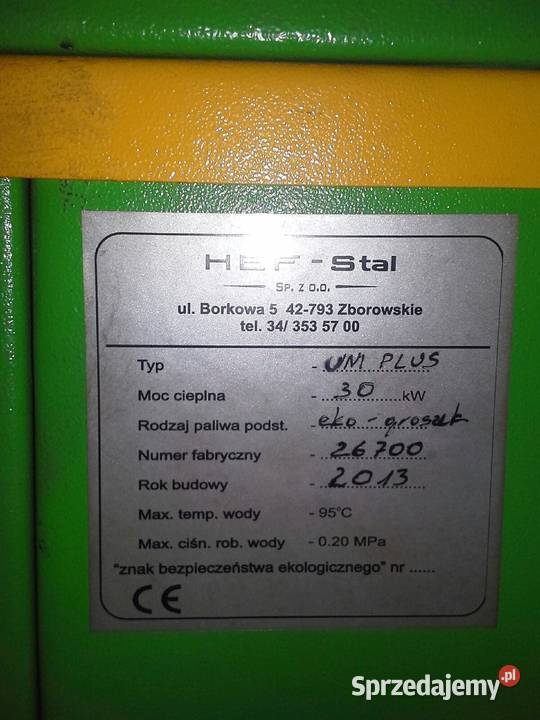 HEF-Stal
SP. Z O.O.
ul. Borkowa 5 42-793 Zborowskie
tel. 34/ 353 57 00
Typ - UM PLUS
Moc cieplna - 30 kW
Rodzaj paliwa podst. - eko-groszek
Numer fabryczny - 26700
Rok budowy - 2013
Max. temp. wody - 95°C
Max. ciśn. rob. wody - 0.20 MPa
"znak bezpieczeństwa ekologicznego" nr ......
CE
Sprzedajemy.pl